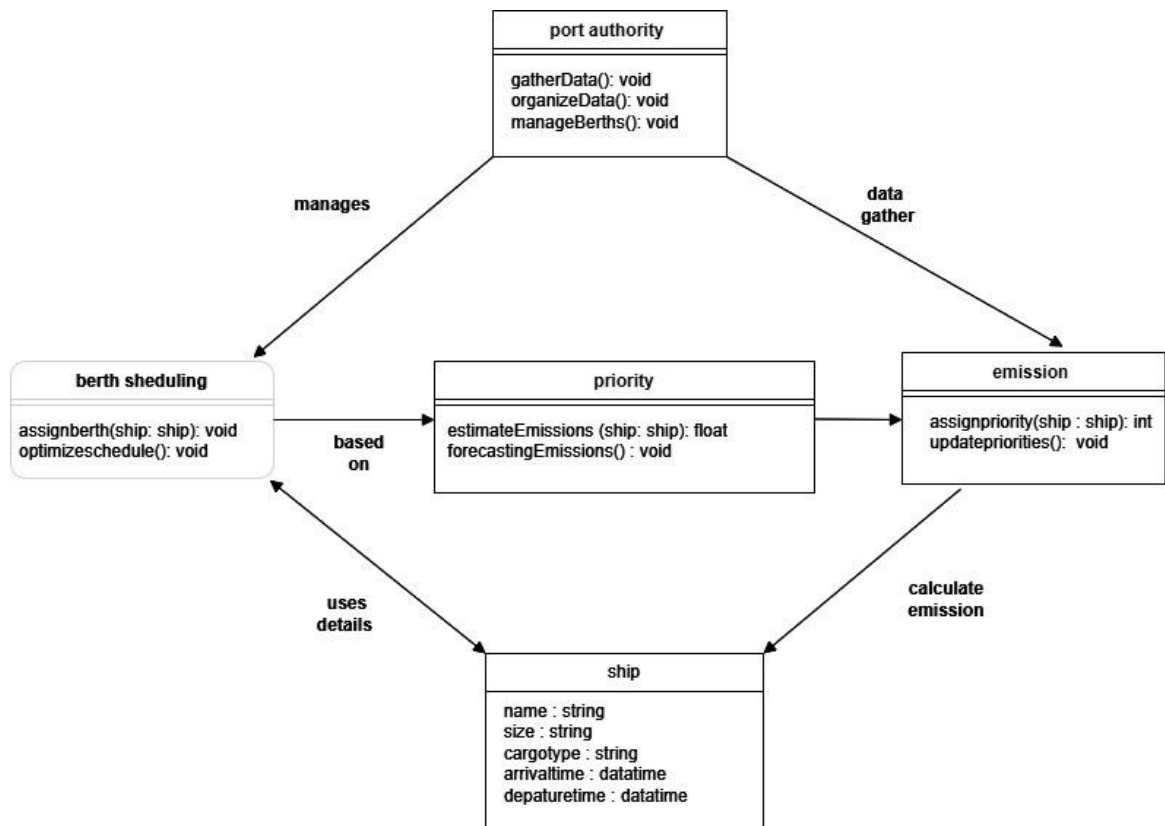 port authority
gatherData(): void
organizeData(): void
manageBerths(): void
manages
data
gather
berth sheduling
assignberth(ship: ship): void
optimizeschedule(): void
based
on
priority
estimateEmissions (ship: ship): float
forecastingEmissions() : void
emission
assignpriority(ship : ship): int
updatepriorities(): void
uses
details
calculate
emission
ship
name : string
size : string
cargotype : string
arrivaltime : datatime
depaturetime : datatime